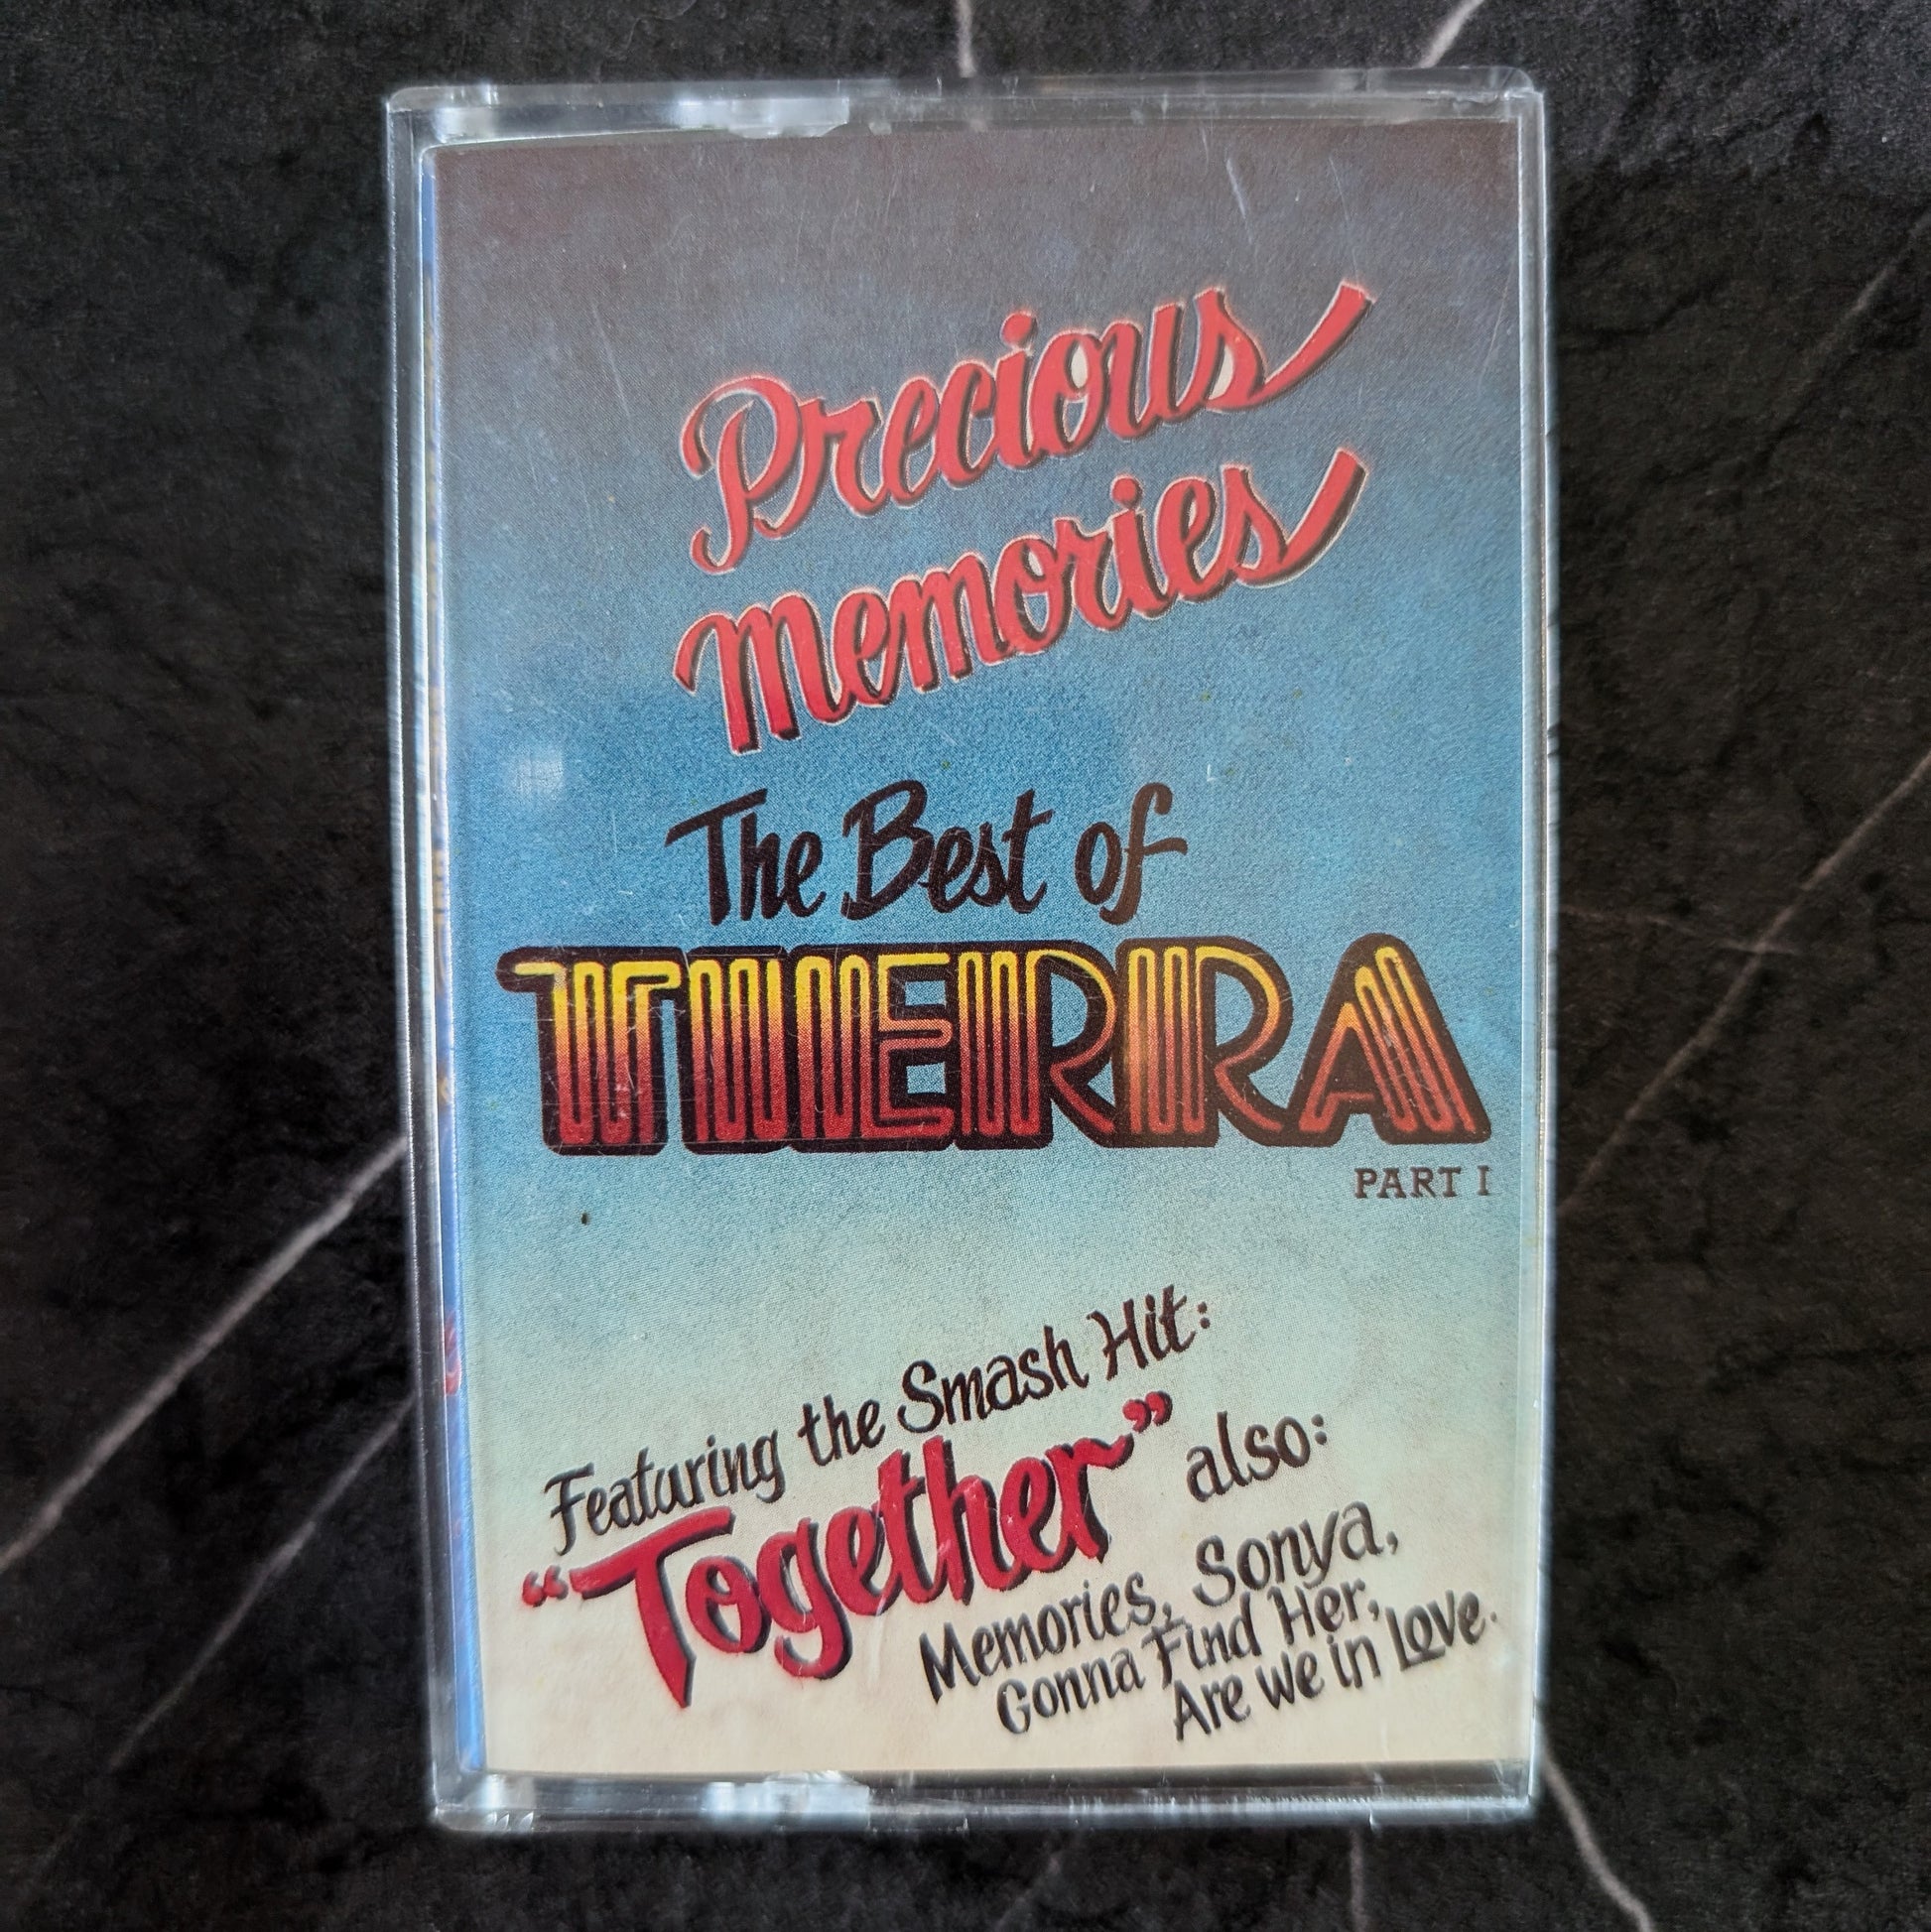 Precious
Memories
The Best of
TIERRA
PART I
Featuring the Smash Hit:
"Together" also:
Memories, Sonya,
Gonna Find Her,
Are We in Love.